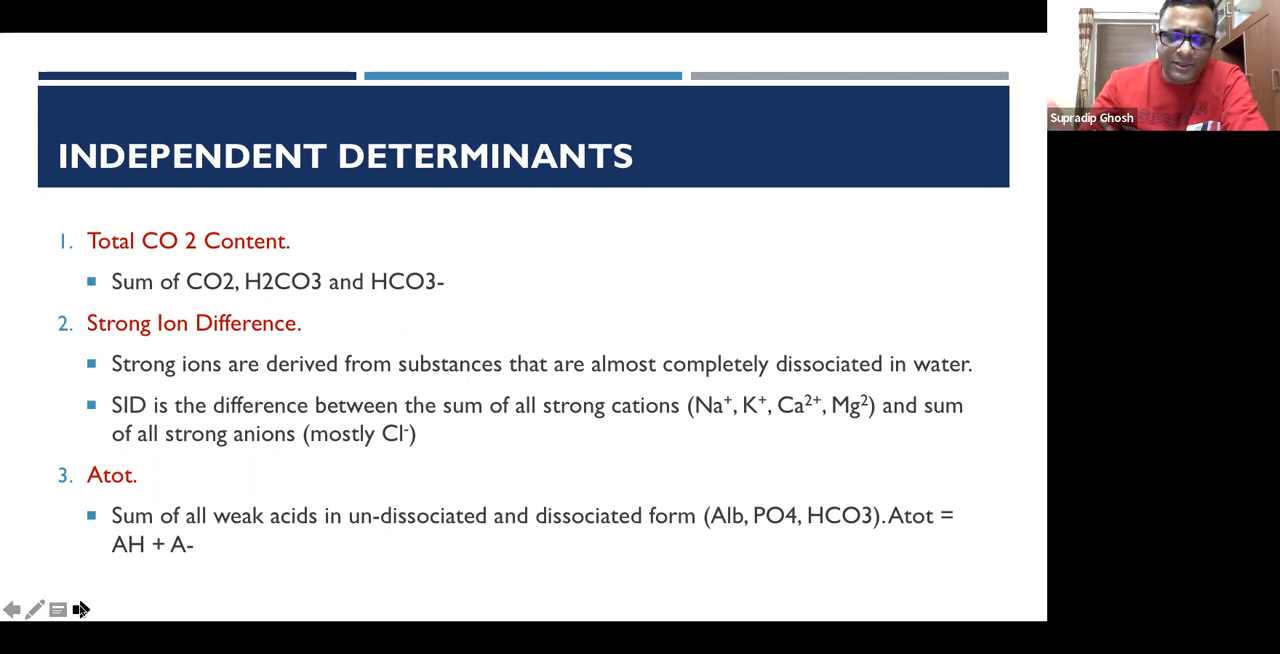 INDEPENDENT DETERMINANTS
1. Total CO 2 Content.
■ Sum of CO2, H2CO3 and HCO3-
2. Strong Ion Difference.
■ Strong ions are derived from substances that are almost completely dissociated in water.
■ SID is the difference between the sum of all strong cations (Na⁺, K⁺, Ca²⁺, Mg²) and sum
of all strong anions (mostly Cl⁻)
3. Atot.
■ Sum of all weak acids in un-dissociated and dissociated form (Alb, PO4, HCO3). Atot =
AH + A-
Supradip Ghosh